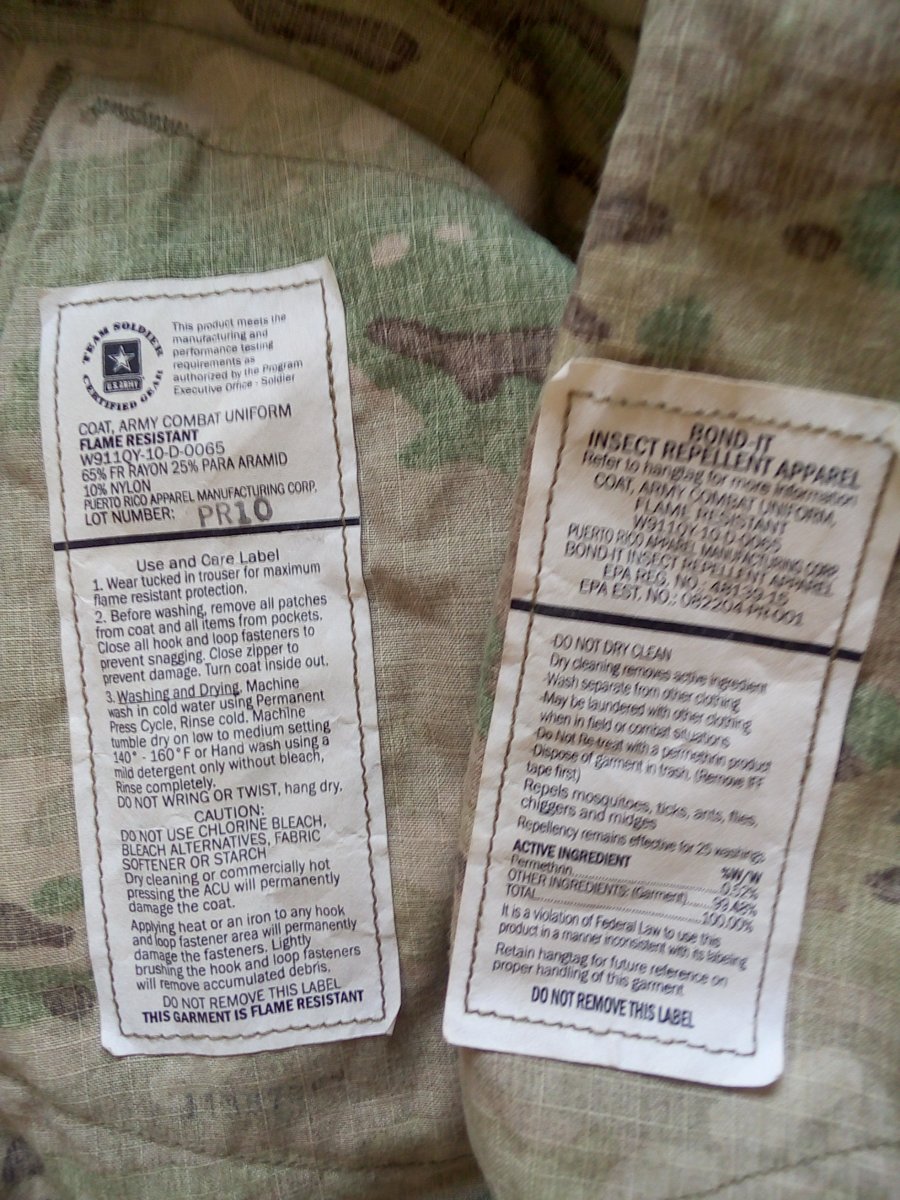 TEAM SOLDIER
CERTIFIED GEAR
U.S. ARMY
This product meets the
manufacturing and
performance testing
requirements as
authorized by the Program
Executive Office - Soldier
COAT, ARMY COMBAT UNIFORM
FLAME RESISTANT
W911QY-10-D-0065
65% FR RAYON 25% PARA ARAMID
10% NYLON
PUERTO RICO APPAREL MANUFACTURING CORP.
LOT NUMBER: PR10
Use and Care Label
1. Wear tucked in trouser for maximum
flame resistant protection.
2. Before washing, remove all patches
from coat and all items from pockets.
Close all hook and loop fasteners to
prevent snagging. Close zipper to
prevent damage. Turn coat inside out.
3. Washing and Drying. Machine
wash in cold water using Permanent
Press Cycle. Rinse cold. Machine
tumble dry on low to medium setting
140° - 160°F or Hand wash using a
mild detergent only without bleach,
Rinse completely.
DO NOT WRING OR TWIST, hang dry.
CAUTION:
DO NOT USE CHLORINE BLEACH,
BLEACH ALTERNATIVES, FABRIC
SOFTENER OR STARCH
Dry cleaning or commercially hot
pressing the ACU will permanently
damage the coat.
Applying heat or an iron to any hook
and loop fastener area will permanently
damage the fasteners. Lightly
brushing the hook and loop fasteners
will remove accumulated debris.
DO NOT REMOVE THIS LABEL
THIS GARMENT IS FLAME RESISTANT
BOND-IT
INSECT REPELLENT APPAREL
Refer to hangtag for more information
COAT, ARMY COMBAT UNIFORM,
FLAME RESISTANT
W911QY-10-D-0065
PUERTO RICO APPAREL MANUFACTURING CORP.
BOND-IT INSECT REPELLENT APPAREL
EPA REG. NO.: 48139-15
EPA EST. NO.: 082204-PR-001
-DO NOT DRY CLEAN
Dry cleaning removes active ingredient
-Wash separate from other clothing
-May be laundered with other clothing
when in field or combat situations
-Do Not Re-treat with a permethrin product
-Dispose of garment in trash. (Remove IFF
tape first)
Repels mosquitoes, ticks, ants, flies,
chiggers and midges
Repellency remains effective for 25 washings
ACTIVE INGREDIENT %W/W
Permethrin.......................0.52%
OTHER INGREDIENTS: (Garment).....99.48%
TOTAL............................100.00%
It is a violation of Federal Law to use this
product in a manner inconsistent with its labeling
Retain hangtag for future reference on
proper handling of this garment
DO NOT REMOVE THIS LABEL